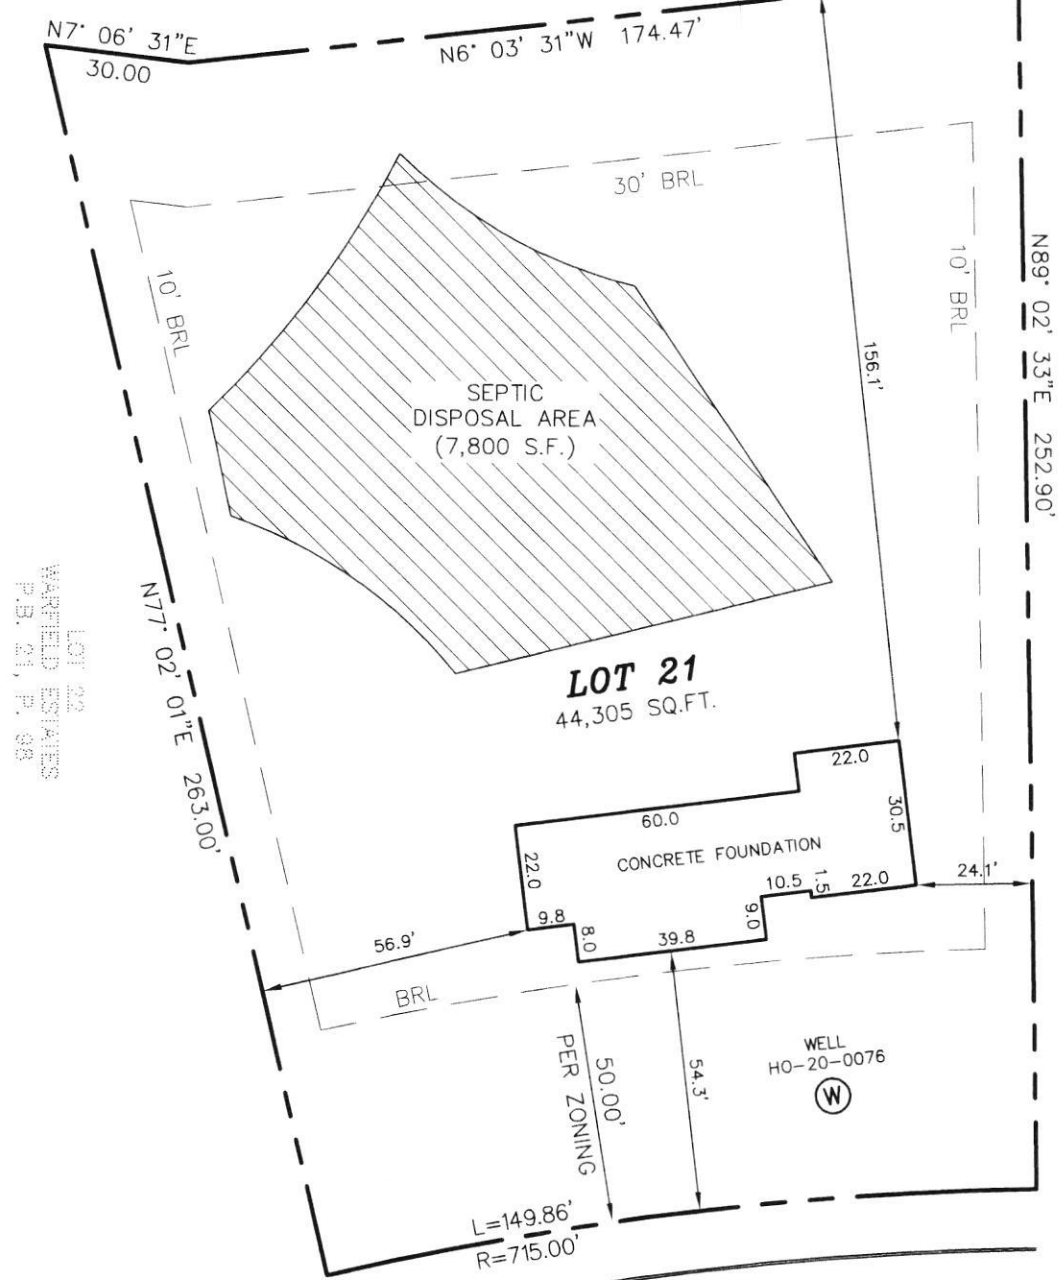 N7° 06' 31"E
30.00
N6° 03' 31"W 174.47'
30' BRL
10' BRL
10' BRL
N89° 02' 33"E 252.90'
156.1'
SEPTIC
DISPOSAL AREA
(7,800 S.F.)
N77° 02' 01"E 263.00'
LOT 22
WARFIELD ESTATES
P.B. 21, P. 98
LOT 21
44,305 SQ.FT.
22.0
60.0
30.5
CONCRETE FOUNDATION
22.0
10.5
1.5
22.0
24.1'
9.8
8.0
9.0
39.8
56.9'
BRL
50.00'
PER ZONING
54.3'
WELL
HO-20-0076
W
L=149.86'
R=715.00'